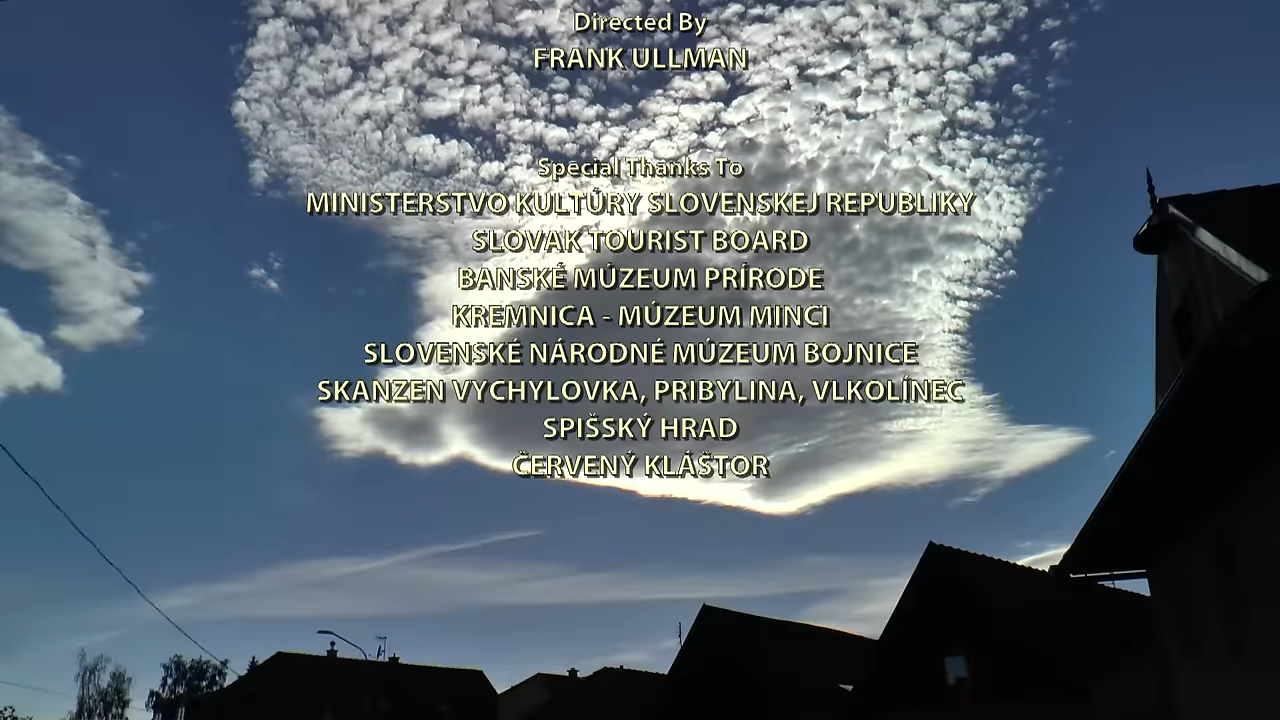 Directed By
FRANK ULLMAN
Special Thanks To
MINISTERSTVO KULTŪRY SLOVENSKEJ REPUBLIKY
SLOVAK TOURIST BOARD
BANSKÉ MÚZEUM PRÍRODE
KREMNICA - MÚZEUM MINCI
SLOVENSKÉ NÁRODNÉ MÚZEUM BOJNICE
SKANZEN VYCHYLOVKA, PRIBYLINA, VLKOLÍNEC
SPIŠSKÝ HRAD
ČERVENÝ KLÁŠTOR